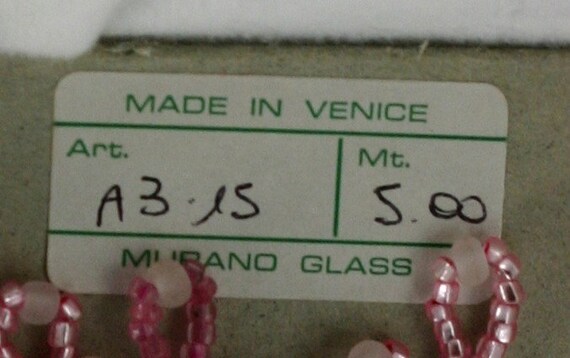 MADE IN VENICE
Art. Mt.
A3.15 5.00
MURANO GLASS